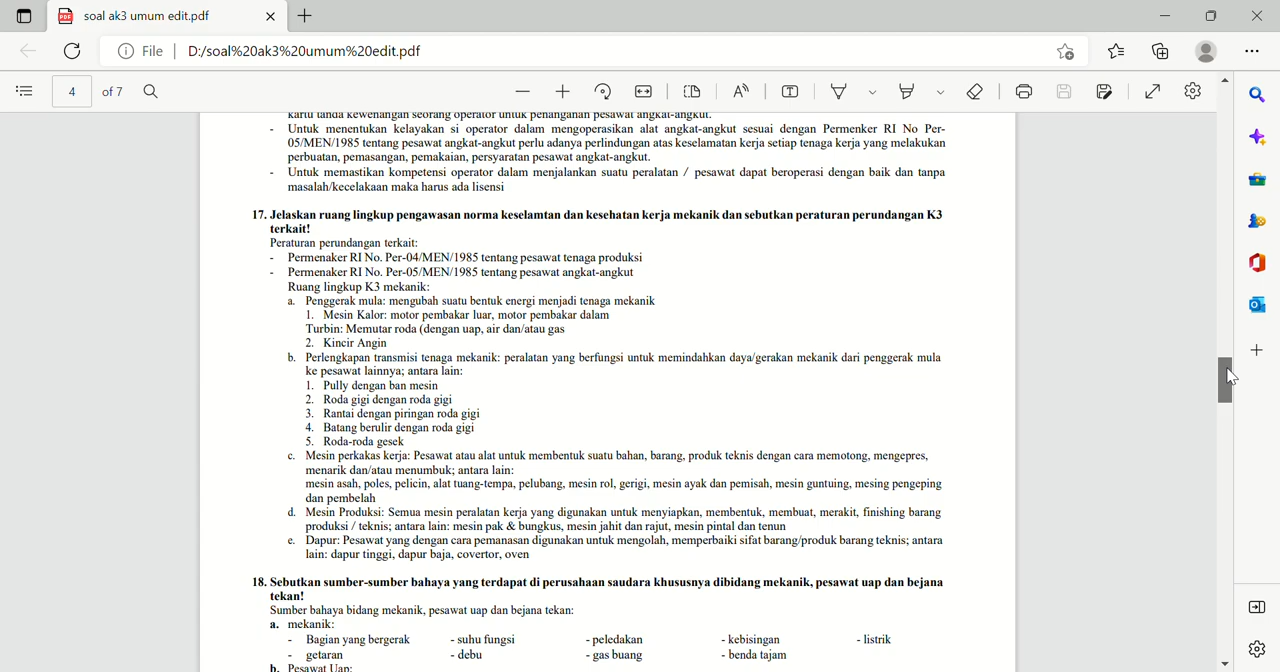 soal ak3 umum edit.pdf
File D:/soal%20ak3%20umum%20edit.pdf
4 of 7
kartu tanda kewenangan seorang operator untuk penanganan pesawat angkat-angkut.
- Untuk menentukan kelayakan si operator dalam mengoperasikan alat angkat-angkut sesuai dengan Permenker RI No Per-
05/MEN/1985 tentang pesawat angkat-angkut perlu adanya perlindungan atas keselamatan kerja setiap tenaga kerja yang melakukan
perbuatan, pemasangan, pemakaian, persyaratan pesawat angkat-angkut.
- Untuk memastikan kompetensi operator dalam menjalankan suatu peralatan / pesawat dapat beroperasi dengan baik dan tanpa
masalah/kecelakaan maka harus ada lisensi
17. Jelaskan ruang lingkup pengawasan norma keselamtan dan kesehatan kerja mekanik dan sebutkan peraturan perundangan K3
terkait!
Peraturan perundangan terkait:
- Permenaker RI No. Per-04/MEN/1985 tentang pesawat tenaga produksi
- Permenaker RI No. Per-05/MEN/1985 tentang pesawat angkat-angkut
Ruang lingkup K3 mekanik:
a. Penggerak mula: mengubah suatu bentuk energi menjadi tenaga mekanik
1. Mesin Kalor: motor pembakar luar, motor pembakar dalam
Turbin: Memutar roda (dengan uap, air dan/atau gas
2. Kincir Angin
b. Perlengkapan transmisi tenaga mekanik: peralatan yang berfungsi untuk memindahkan daya/gerakan mekanik dari penggerak mula
ke pesawat lainnya; antara lain:
1. Pully dengan ban mesin
2. Roda gigi dengan roda gigi
3. Rantai dengan piringan roda gigi
4. Batang berulir dengan roda gigi
5. Roda-roda gesek
c. Mesin perkakas kerja: Pesawat atau alat untuk membentuk suatu bahan, barang, produk teknis dengan cara memotong, mengepres,
menarik dan/atau menumbuk; antara lain:
mesin asah, poles, pelicin, alat tuang-tempa, pelubang, mesin rol, gerigi, mesin ayak dan pemisah, mesin guntuing, mesing pengeping
dan pembelah
d. Mesin Produksi: Semua mesin peralatan kerja yang digunakan untuk menyiapkan, membentuk, membuat, merakit, finishing barang
produksi / teknis; antara lain: mesin pak & bungkus, mesin jahit dan rajut, mesin pintal dan tenun
e. Dapur: Pesawat yang dengan cara pemanasan digunakan untuk mengolah, memperbaiki sifat barang/produk barang teknis; antara
lain: dapur tinggi, dapur baja, covertor, oven
18. Sebutkan sumber-sumber bahaya yang terdapat di perusahaan saudara khususnya dibidang mekanik, pesawat uap dan bejana
tekan!
Sumber bahaya bidang mekanik, pesawat uap dan bejana tekan:
a. mekanik:
- Bagian yang bergerak - suhu fungsi - peledakan - kebisingan - listrik
- getaran - debu - gas buang - benda tajam
b. Pesawat Uap: